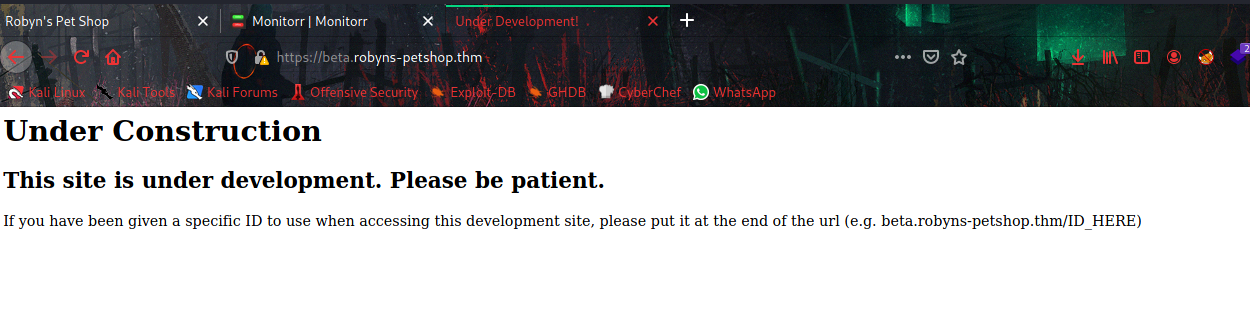 Robyn's Pet Shop Monitorr | Monitorr Under Development!
https://beta.robyns-petshop.thm 2
Kali Linux Kali Tools Kali Forums Offensive Security Exploit-DB GHDB CyberChef WhatsApp
Under Construction
This site is under development. Please be patient.
If you have been given a specific ID to use when accessing this development site, please put it at the end of the url (e.g. beta.robyns-petshop.thm/ID_HERE)